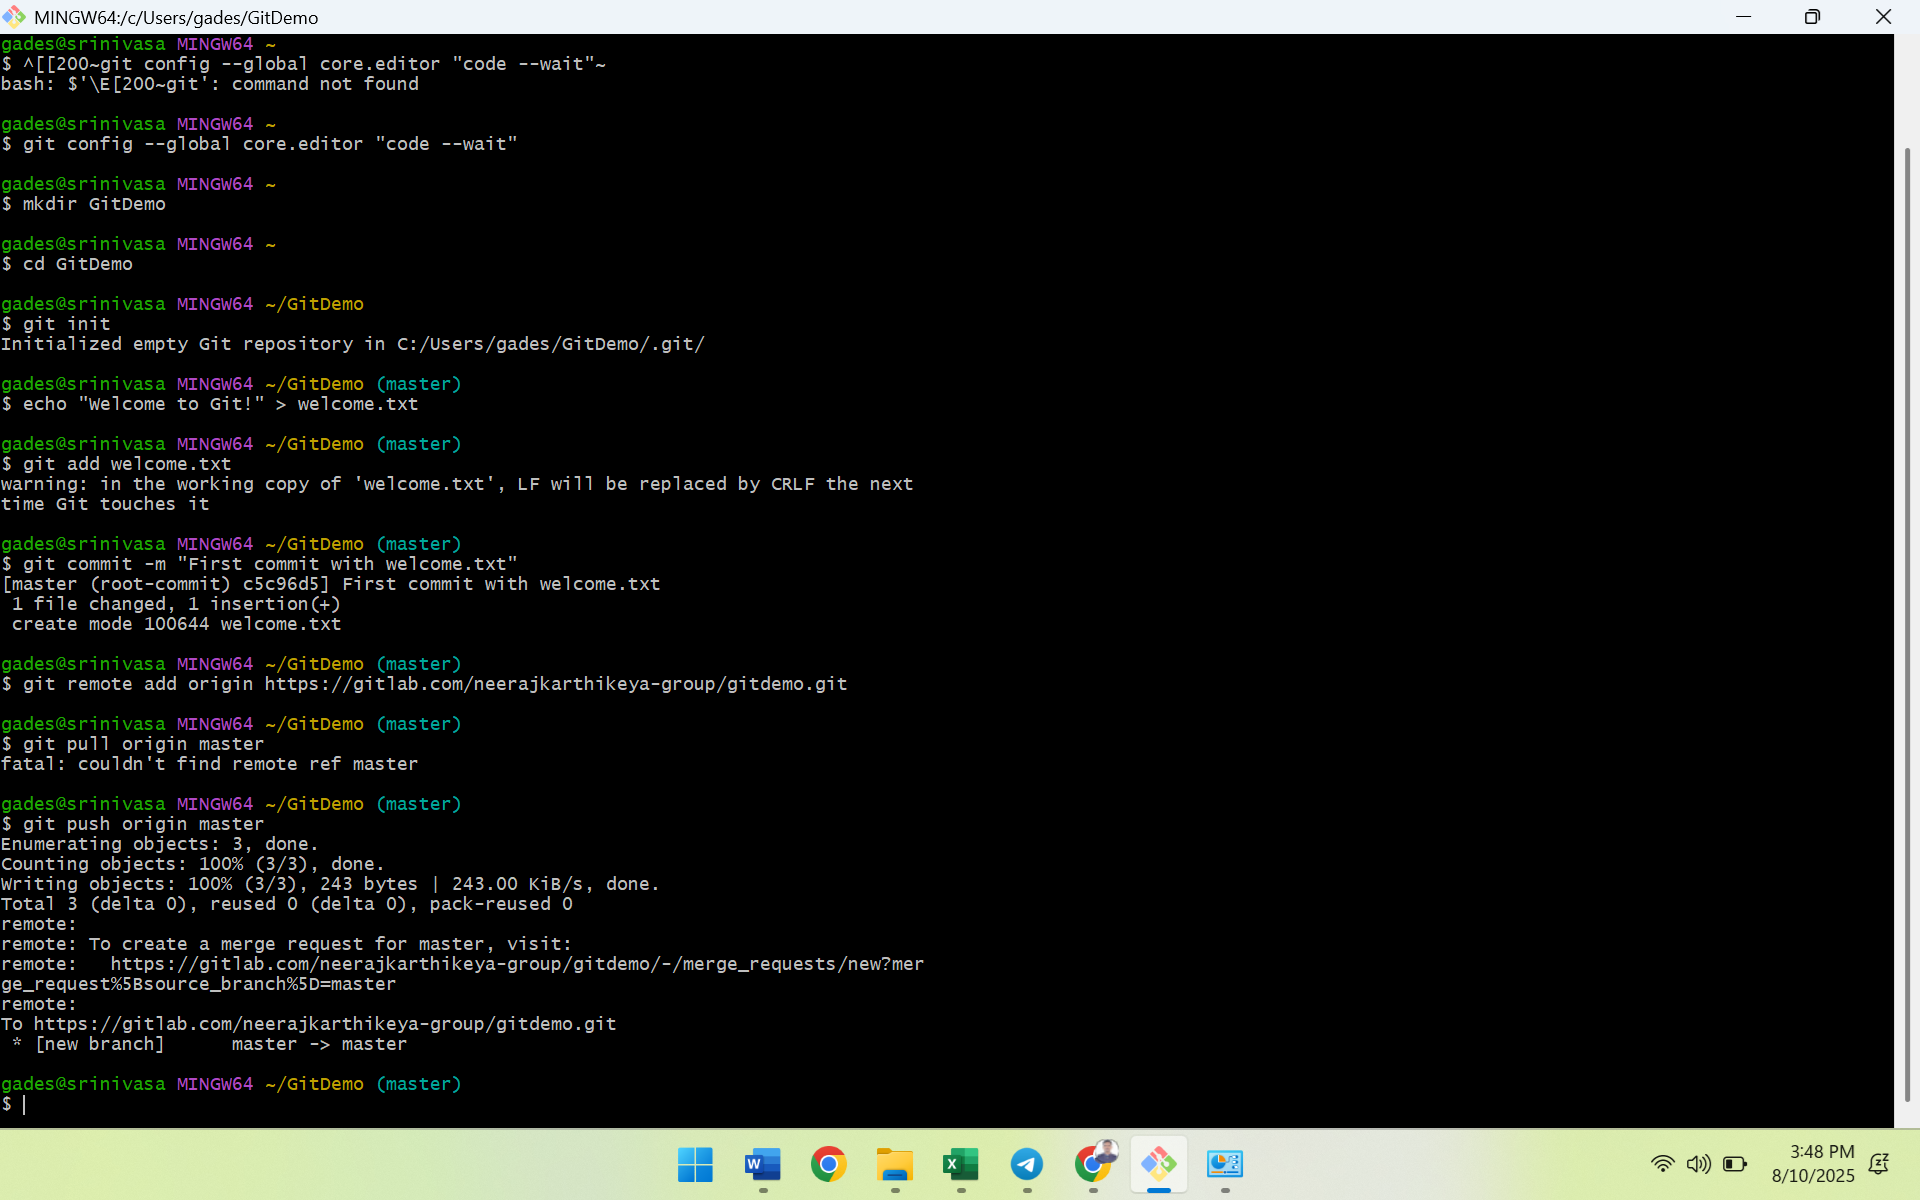 MINGW64:/c/Users/gades/GitDemo
gades@srinivasa MINGW64 ~
$ ^[[200~git config --global core.editor "code --wait"~
bash: $'\E[200~git': command not found
gades@srinivasa MINGW64 ~
$ git config --global core.editor "code --wait"
gades@srinivasa MINGW64 ~
$ mkdir GitDemo
gades@srinivasa MINGW64 ~
$ cd GitDemo
gades@srinivasa MINGW64 ~/GitDemo
$ git init
Initialized empty Git repository in C:/Users/gades/GitDemo/.git/
gades@srinivasa MINGW64 ~/GitDemo (master)
$ echo "Welcome to Git!" > welcome.txt
gades@srinivasa MINGW64 ~/GitDemo (master)
$ git add welcome.txt
warning: in the working copy of 'welcome.txt', LF will be replaced by CRLF the next
time Git touches it
gades@srinivasa MINGW64 ~/GitDemo (master)
$ git commit -m "First commit with welcome.txt"
[master (root-commit) c5c96d5] First commit with welcome.txt
 1 file changed, 1 insertion(+)
 create mode 100644 welcome.txt
gades@srinivasa MINGW64 ~/GitDemo (master)
$ git remote add origin https://gitlab.com/neerajkarthikeya-group/gitdemo.git
gades@srinivasa MINGW64 ~/GitDemo (master)
$ git pull origin master
fatal: couldn't find remote ref master
gades@srinivasa MINGW64 ~/GitDemo (master)
$ git push origin master
Enumerating objects: 3, done.
Counting objects: 100% (3/3), done.
Writing objects: 100% (3/3), 243 bytes | 243.00 KiB/s, done.
Total 3 (delta 0), reused 0 (delta 0), pack-reused 0
remote:
remote: To create a merge request for master, visit:
remote:   https://gitlab.com/neerajkarthikeya-group/gitdemo/-/merge_requests/new?mer
ge_request%5Bsource_branch%5D=master
remote:
To https://gitlab.com/neerajkarthikeya-group/gitdemo.git
 * [new branch]      master -> master
gades@srinivasa MINGW64 ~/GitDemo (master)
$
3:48 PM
8/10/2025